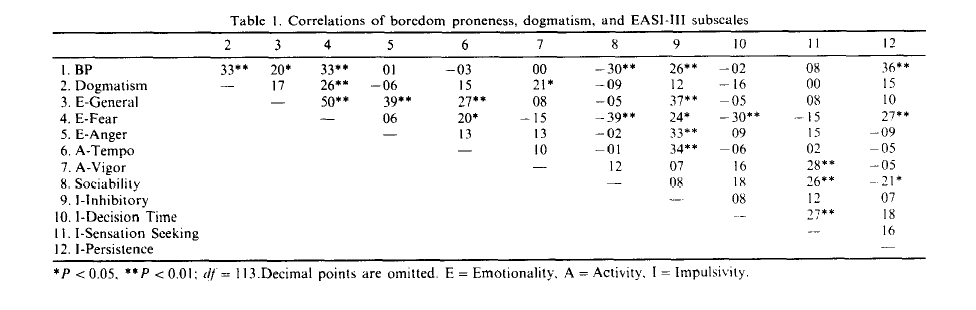 Table 1. Correlations of boredom proneness, dogmatism, and EASI-III subscales
2 3 4 5 6 7 8 9 10 11 12
1. BP 33** 20* 33** 01 -03 00 -30** 26** -02 08 36**
2. Dogmatism — 17 26** -06 15 21* -09 12 -16 00 15
3. E-General — 50** 39** 27** 08 -05 37** -05 08 10
4. E-Fear — 06 20* -15 -39** 24* -30** -15 27**
5. E-Anger — 13 13 -02 33** 09 15 -09
6. A-Tempo — 10 -01 34** -06 02 -05
7. A-Vigor — 12 07 16 28** -05
8. Sociability — 08 18 26** -21*
9. I-Inhibitory — 08 12 07
10. I-Decision Time — 27** 18
11. I-Sensation Seeking — 16
12. I-Persistence —
*P < 0.05, **P < 0.01; df = 113.Decimal points are omitted. E = Emotionality, A = Activity, I = Impulsivity.